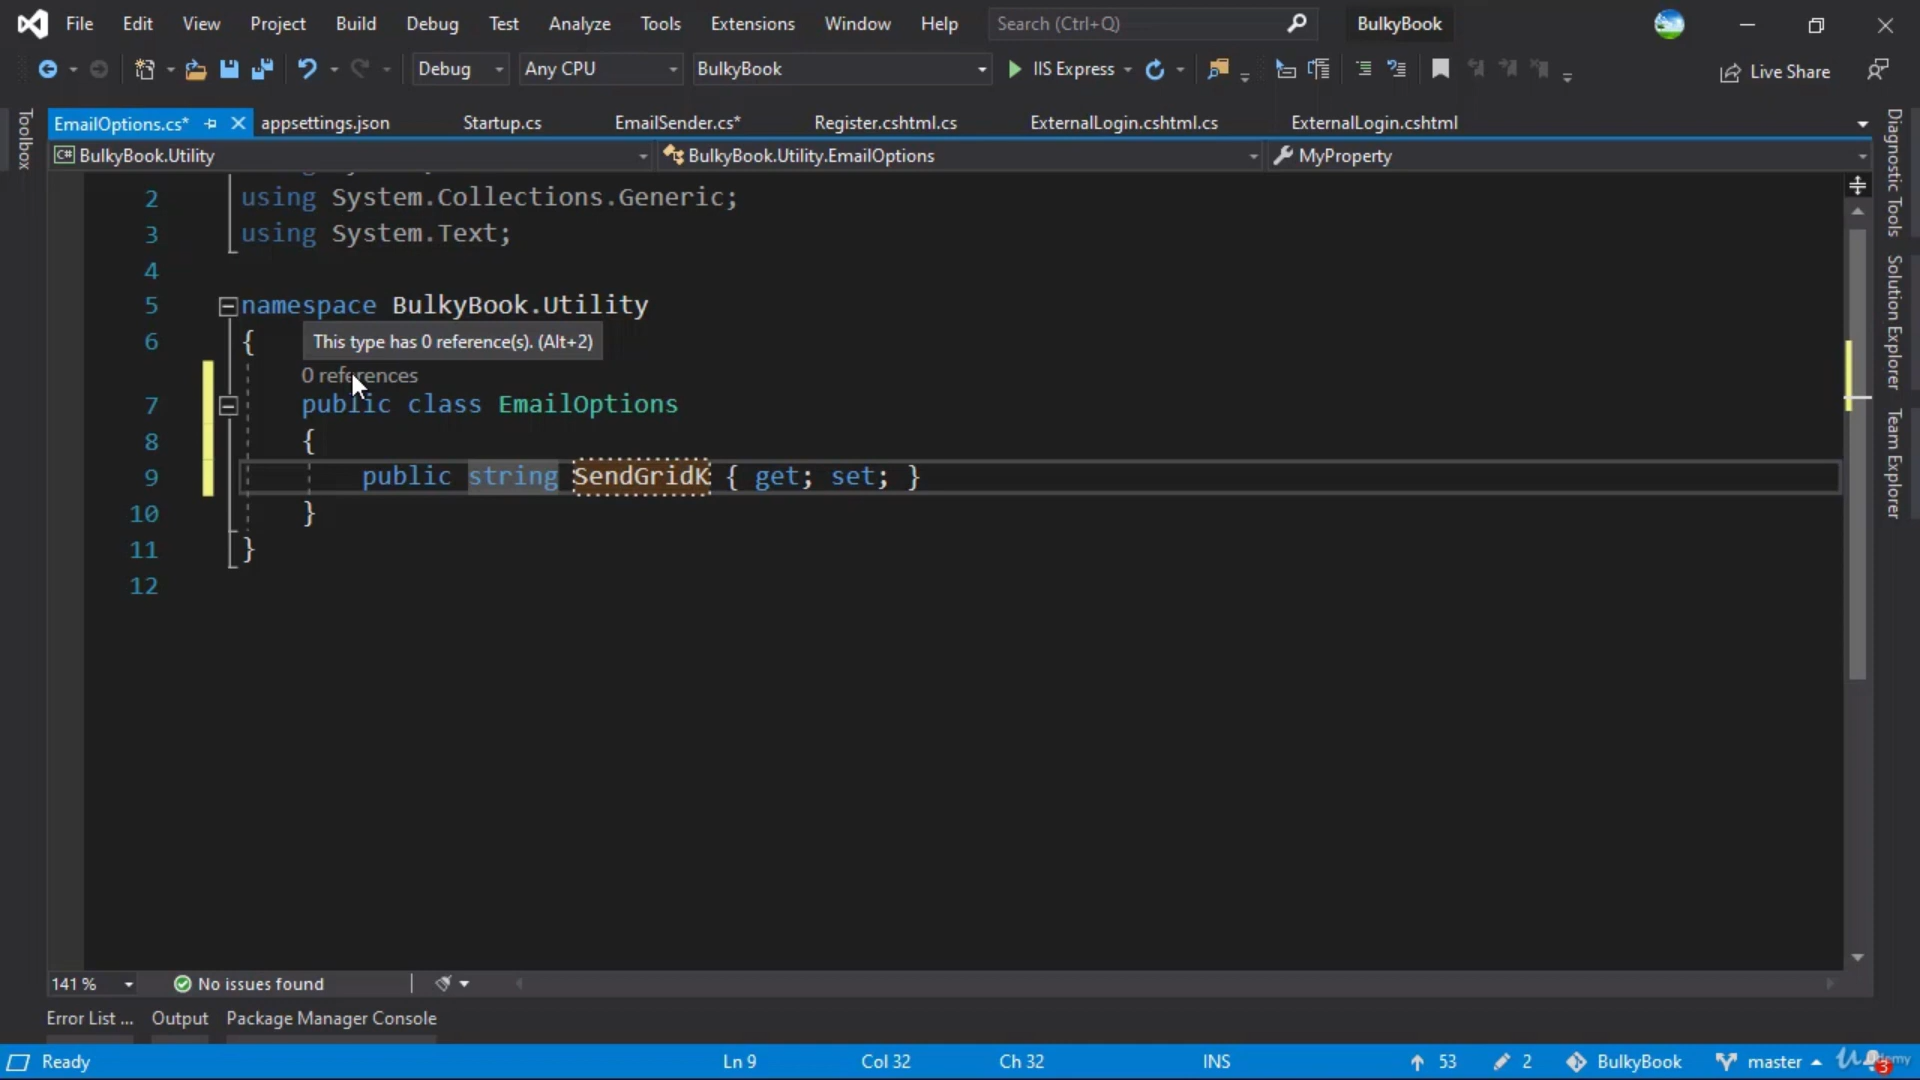 File Edit View Project Build Debug Test Analyze Tools Extensions Window Help Search (Ctrl+Q) BulkyBook
Debug Any CPU BulkyBook IIS Express Live Share
EmailOptions.cs* appsettings.json Startup.cs EmailSender.cs* Register.cshtml.cs ExternalLogin.cshtml.cs ExternalLogin.cshtml
C# BulkyBook.Utility BulkyBook.Utility.EmailOptions MyProperty
Toolbox
Diagnostic Tools
Solution Explorer
Team Explorer
2 using System.Collections.Generic;
3 using System.Text;
4
5 namespace BulkyBook.Utility
6 {
This type has 0 reference(s). (Alt+2)
0 references
7 public class EmailOptions
8 {
9 public string SendGridK { get; set; }
10 }
11 }
12
141 % No issues found
Error List ... Output Package Manager Console
Ready Ln 9 Col 32 Ch 32 INS 53 2 BulkyBook master 3